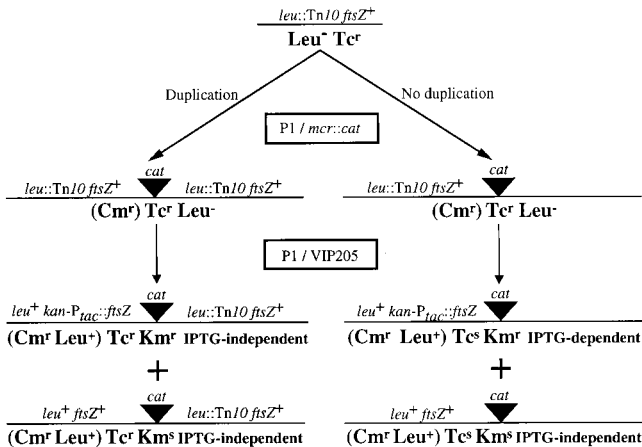 leu::Tn10 ftsZ⁺
Leu⁻ Tcʳ
Duplication No duplication
P1 / mcr::cat
cat cat
leu::Tn10 ftsZ⁺ leu::Tn10 ftsZ⁺ leu::Tn10 ftsZ⁺
(Cmʳ) Tcʳ Leu⁻ (Cmʳ) Tcʳ Leu⁻
P1 / VIP205
cat cat
leu⁺ kan-Ptac::ftsZ leu::Tn10 ftsZ⁺ leu⁺ kan-Ptac::ftsZ
(Cmʳ Leu⁺) Tcʳ Kmʳ IPTG-independent (Cmʳ Leu⁺) Tcˢ Kmʳ IPTG-dependent
+ +
cat cat
leu⁺ ftsZ⁺ leu::Tn10 ftsZ⁺ leu⁺ ftsZ⁺
(Cmʳ Leu⁺) Tcʳ Kmˢ IPTG-independent (Cmʳ Leu⁺) Tcˢ Kmˢ IPTG-independent